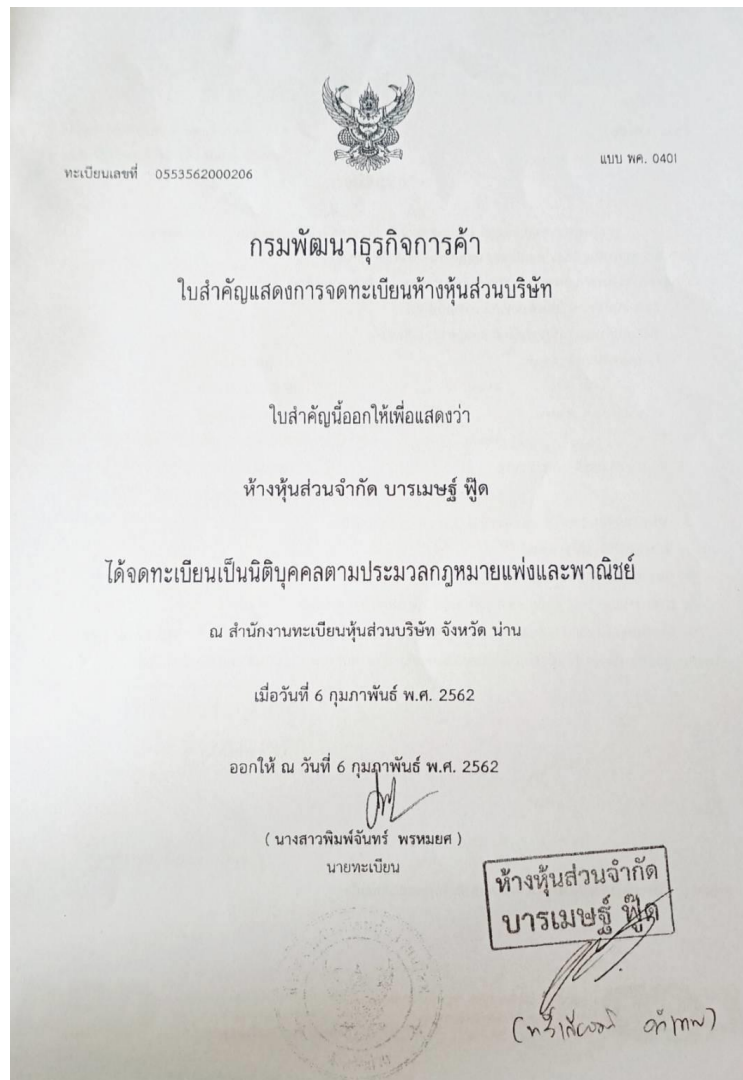 ทะเบียนเลขที่ 0553562000206
แบบ พค. 0401
กรมพัฒนาธุรกิจการค้า
ใบสำคัญแสดงการจดทะเบียนห้างหุ้นส่วนบริษัท
ใบสำคัญนี้ออกให้เพื่อแสดงว่า
ห้างหุ้นส่วนจำกัด บารเมษฐ์ ฟู๊ด
ได้จดทะเบียนเป็นนิติบุคคลตามประมวลกฎหมายแพ่งและพาณิชย์
ณ สำนักงานทะเบียนหุ้นส่วนบริษัท จังหวัด น่าน
เมื่อวันที่ 6 กุมภาพันธ์ พ.ศ. 2562
ออกให้ ณ วันที่ 6 กุมภาพันธ์ พ.ศ. 2562
( นางสาวพิมพ์จันทร์ พรหมยศ )
นายทะเบียน
ห้างหุ้นส่วนจำกัด
บารเมษฐ์ ฟู๊ด